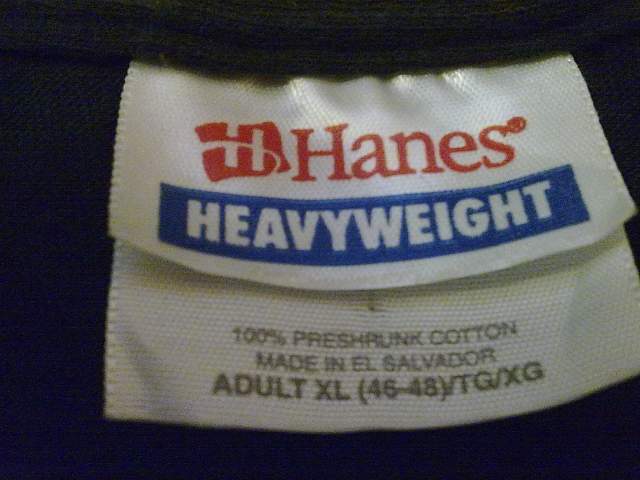 Hanes®
HEAVYWEIGHT
100% PRESHRUNK COTTON
MADE IN EL SALVADOR
ADULT XL (46-48)/TG/XG